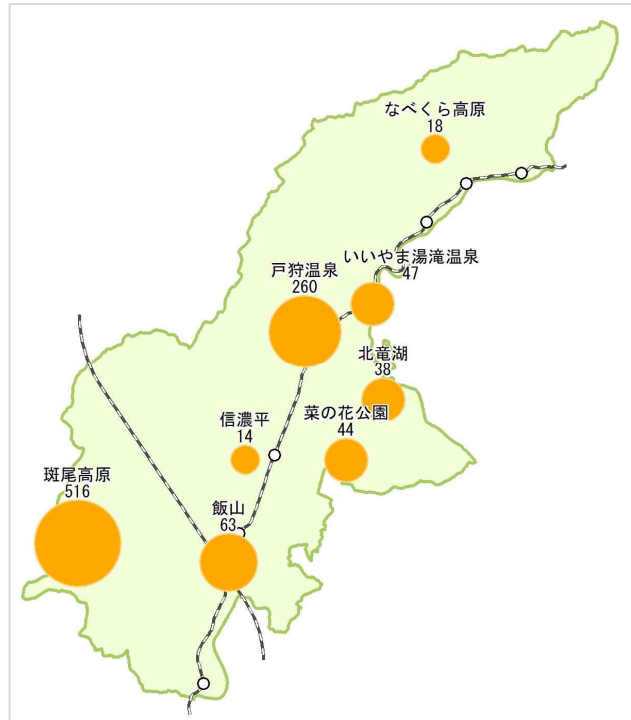 なべくら高原
18
いいやま湯滝温泉
47
戸狩温泉
260
北竜湖
38
菜の花公園
44
信濃平
14
斑尾高原
516
飯山
63